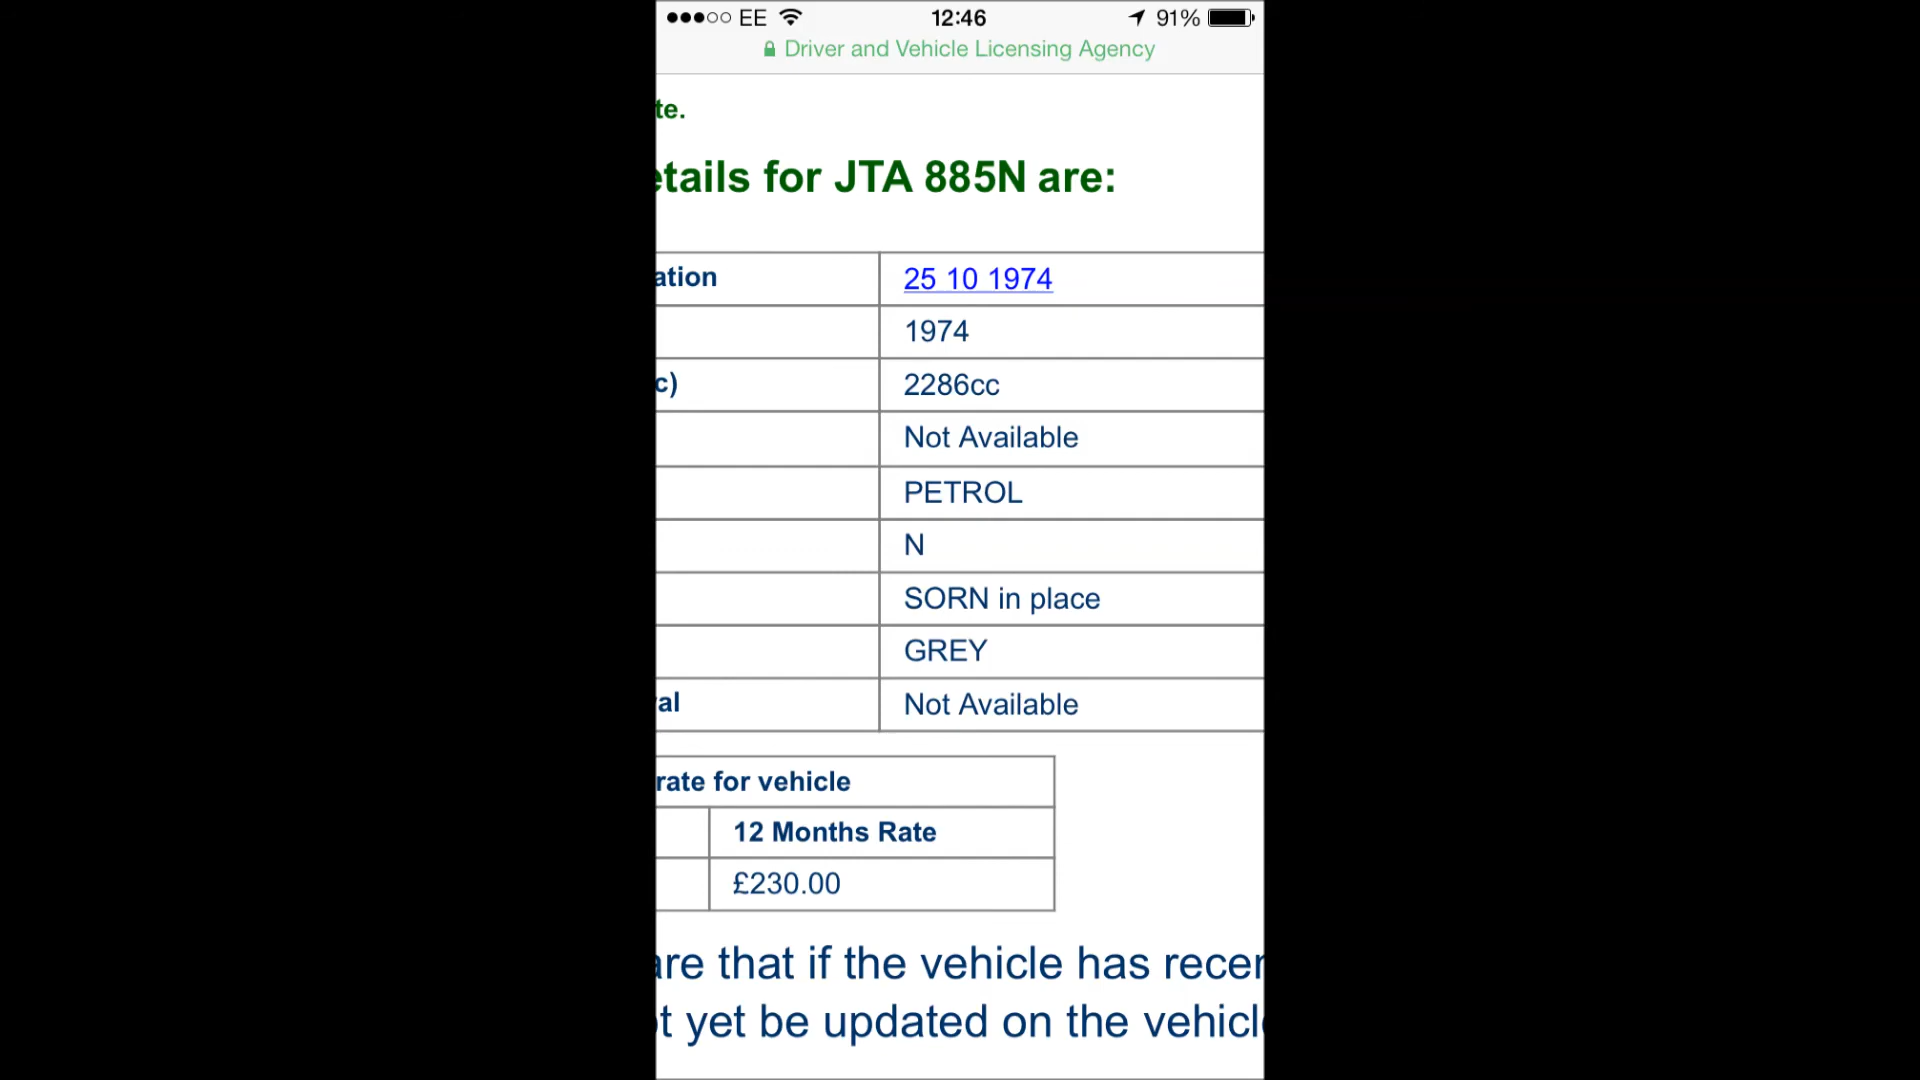 EE 12:46 91%
Driver and Vehicle Licensing Agency
te.
etails for JTA 885N are:
ation 25 10 1974
1974
c) 2286cc
Not Available
PETROL
N
SORN in place
GREY
al Not Available
rate for vehicle
12 Months Rate
£230.00
are that if the vehicle has recen
t yet be updated on the vehicl